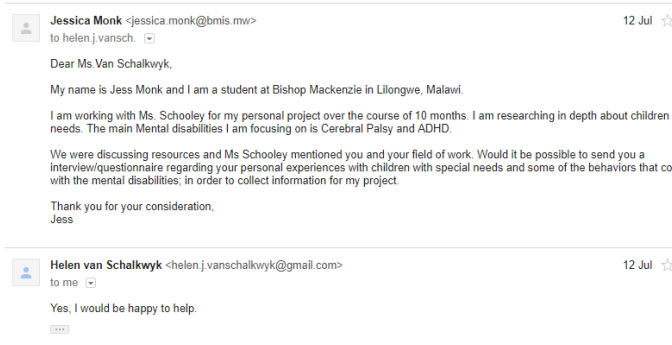 Jessica Monk <jessica.monk@bmis.mw> 12 Jul
to helen.j.vansch.
Dear Ms.Van Schalkwyk,
My name is Jess Monk and I am a student at Bishop Mackenzie in Lilongwe, Malawi.
I am working with Ms. Schooley for my personal project over the course of 10 months. I am researching in depth about children
needs. The main Mental disabilities I am focusing on is Cerebral Palsy and ADHD.
We were discussing resources and Ms Schooley mentioned you and your field of work. Would it be possible to send you a
interview/questionnaire regarding your personal experiences with children with special needs and some of the behaviors that co
with the mental disabilities; in order to collect information for my project.
Thank you for your consideration,
Jess
Helen van Schalkwyk <helen.j.vanschalkwyk@gmail.com> 12 Jul
to me
Yes, I would be happy to help.